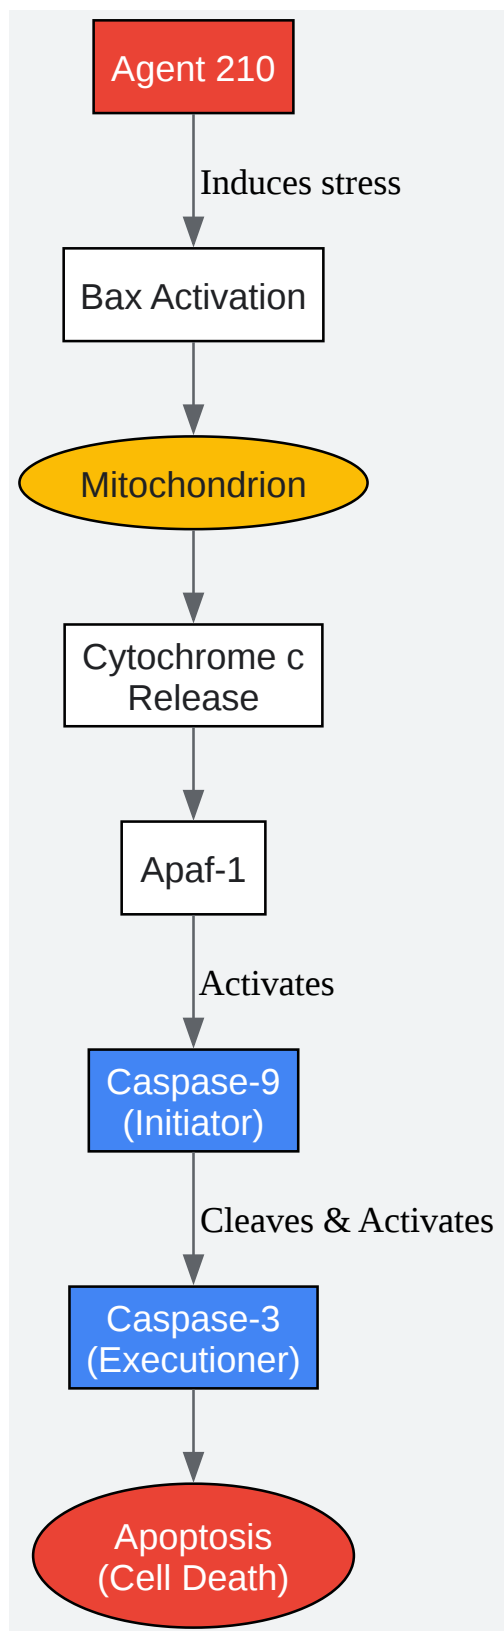 Agent 210
Induces stress
Bax Activation
Mitochondrion
Cytochrome c
Release
Apaf-1
Activates
Caspase-9
(Initiator)
Cleaves & Activates
Caspase-3
(Executioner)
Apoptosis
(Cell Death)